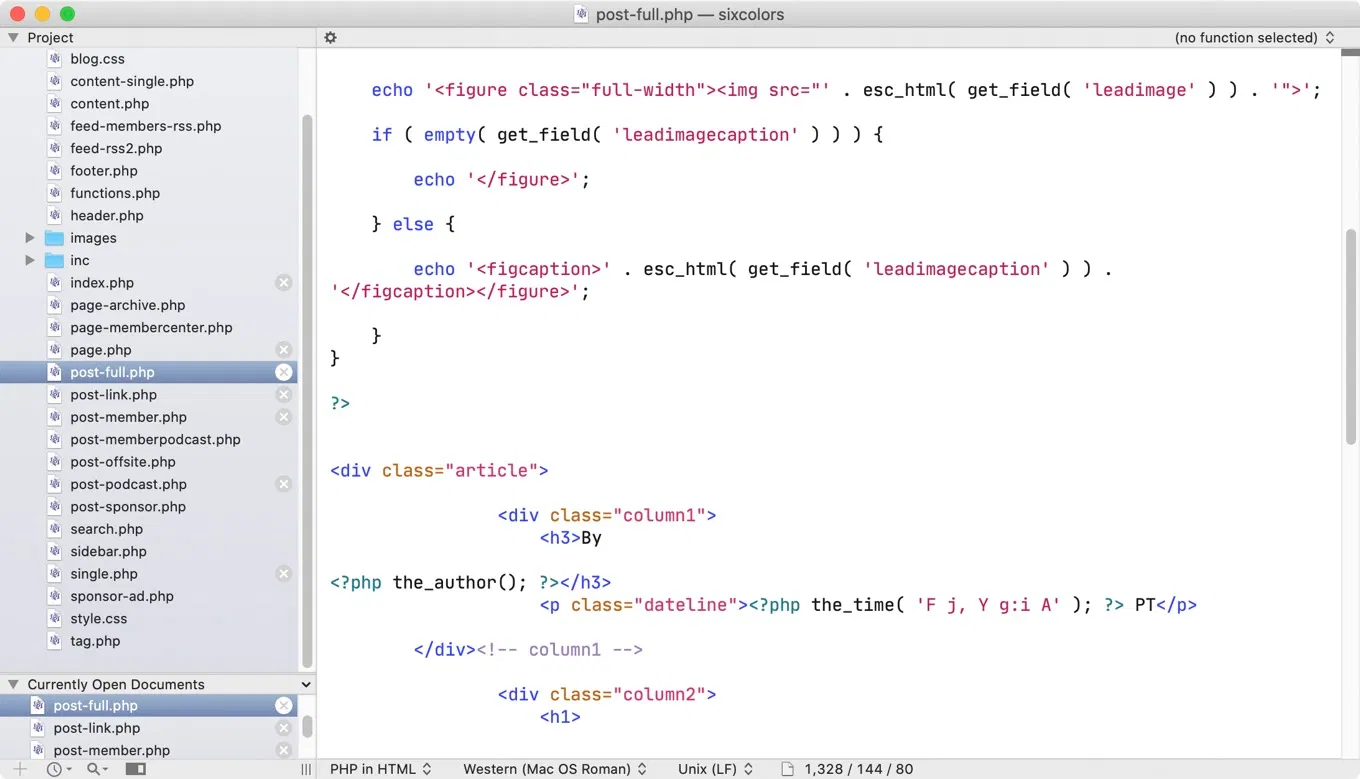 post-full.php — sixcolors
Project
blog.css
content-single.php
content.php
feed-members-rss.php
feed-rss2.php
footer.php
functions.php
header.php
images
inc
index.php
page-archive.php
page-membercenter.php
page.php
post-full.php
post-link.php
post-member.php
post-memberpodcast.php
post-offsite.php
post-podcast.php
post-sponsor.php
search.php
sidebar.php
single.php
sponsor-ad.php
style.css
tag.php
Currently Open Documents
post-full.php
post-link.php
post-member.php
(no function selected)
echo '<figure class="full-width"><img src="' . esc_html( get_field( 'leadimage' ) ) . '">';
if ( empty( get_field( 'leadimagecaption' ) ) ) {
echo '</figure>';
} else {
echo '<figcaption>' . esc_html( get_field( 'leadimagecaption' ) ) .
'</figcaption></figure>';
}
}
?>
<div class="article">
<div class="column1">
<h3>By
<?php the_author(); ?></h3>
<p class="dateline"><?php the_time( 'F j, Y g:i A' ); ?> PT</p>
</div><!-- column1 -->
<div class="column2">
<h1>
PHP in HTML
Western (Mac OS Roman)
Unix (LF)
1,328 / 144 / 80